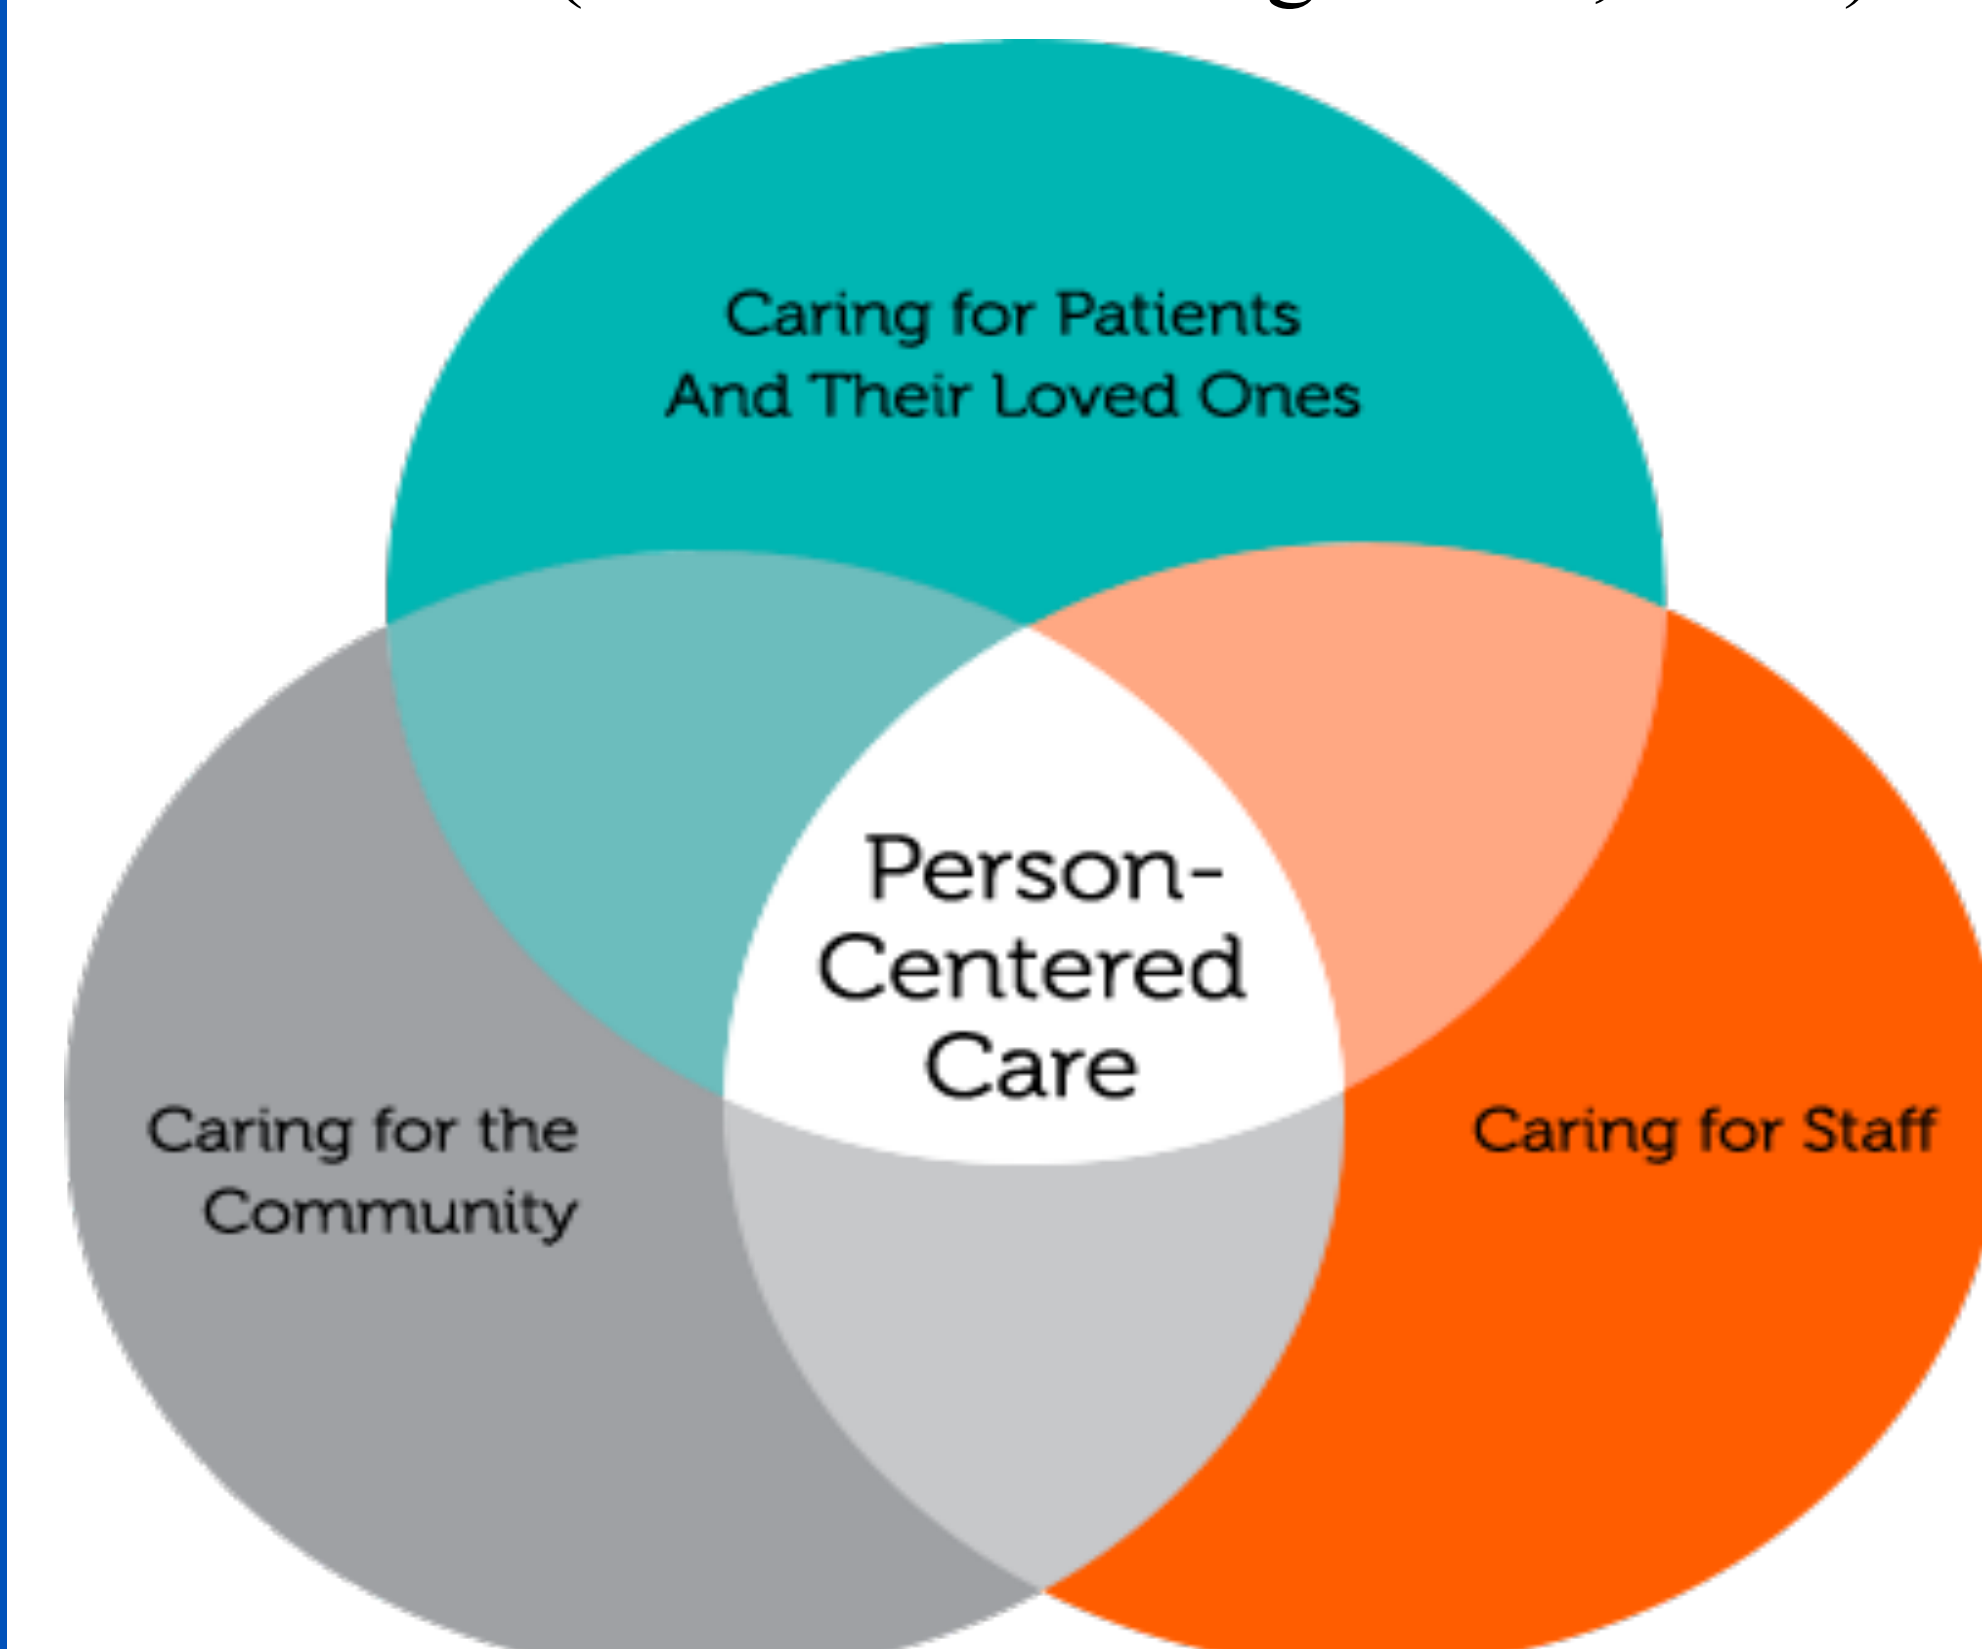 Caring for Patients
And Their Loved Ones
Person-
Centered
Care
Caring for the
Community
Caring for Staff